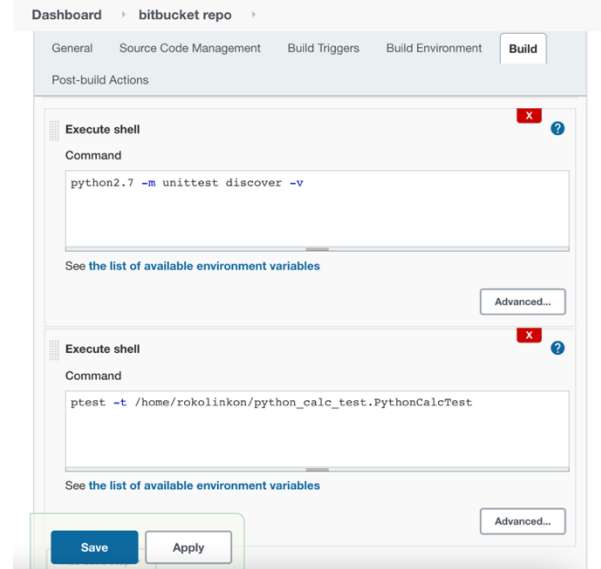 Dashboard bitbucket repo
General Source Code Management Build Triggers Build Environment Build
Post-build Actions
X
?
Execute shell
Command
python2.7 -m unittest discover -v
See the list of available environment variables
Advanced...
X
?
Execute shell
Command
ptest -t /home/rokolinkon/python_calc_test.PythonCalcTest
See the list of available environment variables
Advanced...
Save Apply